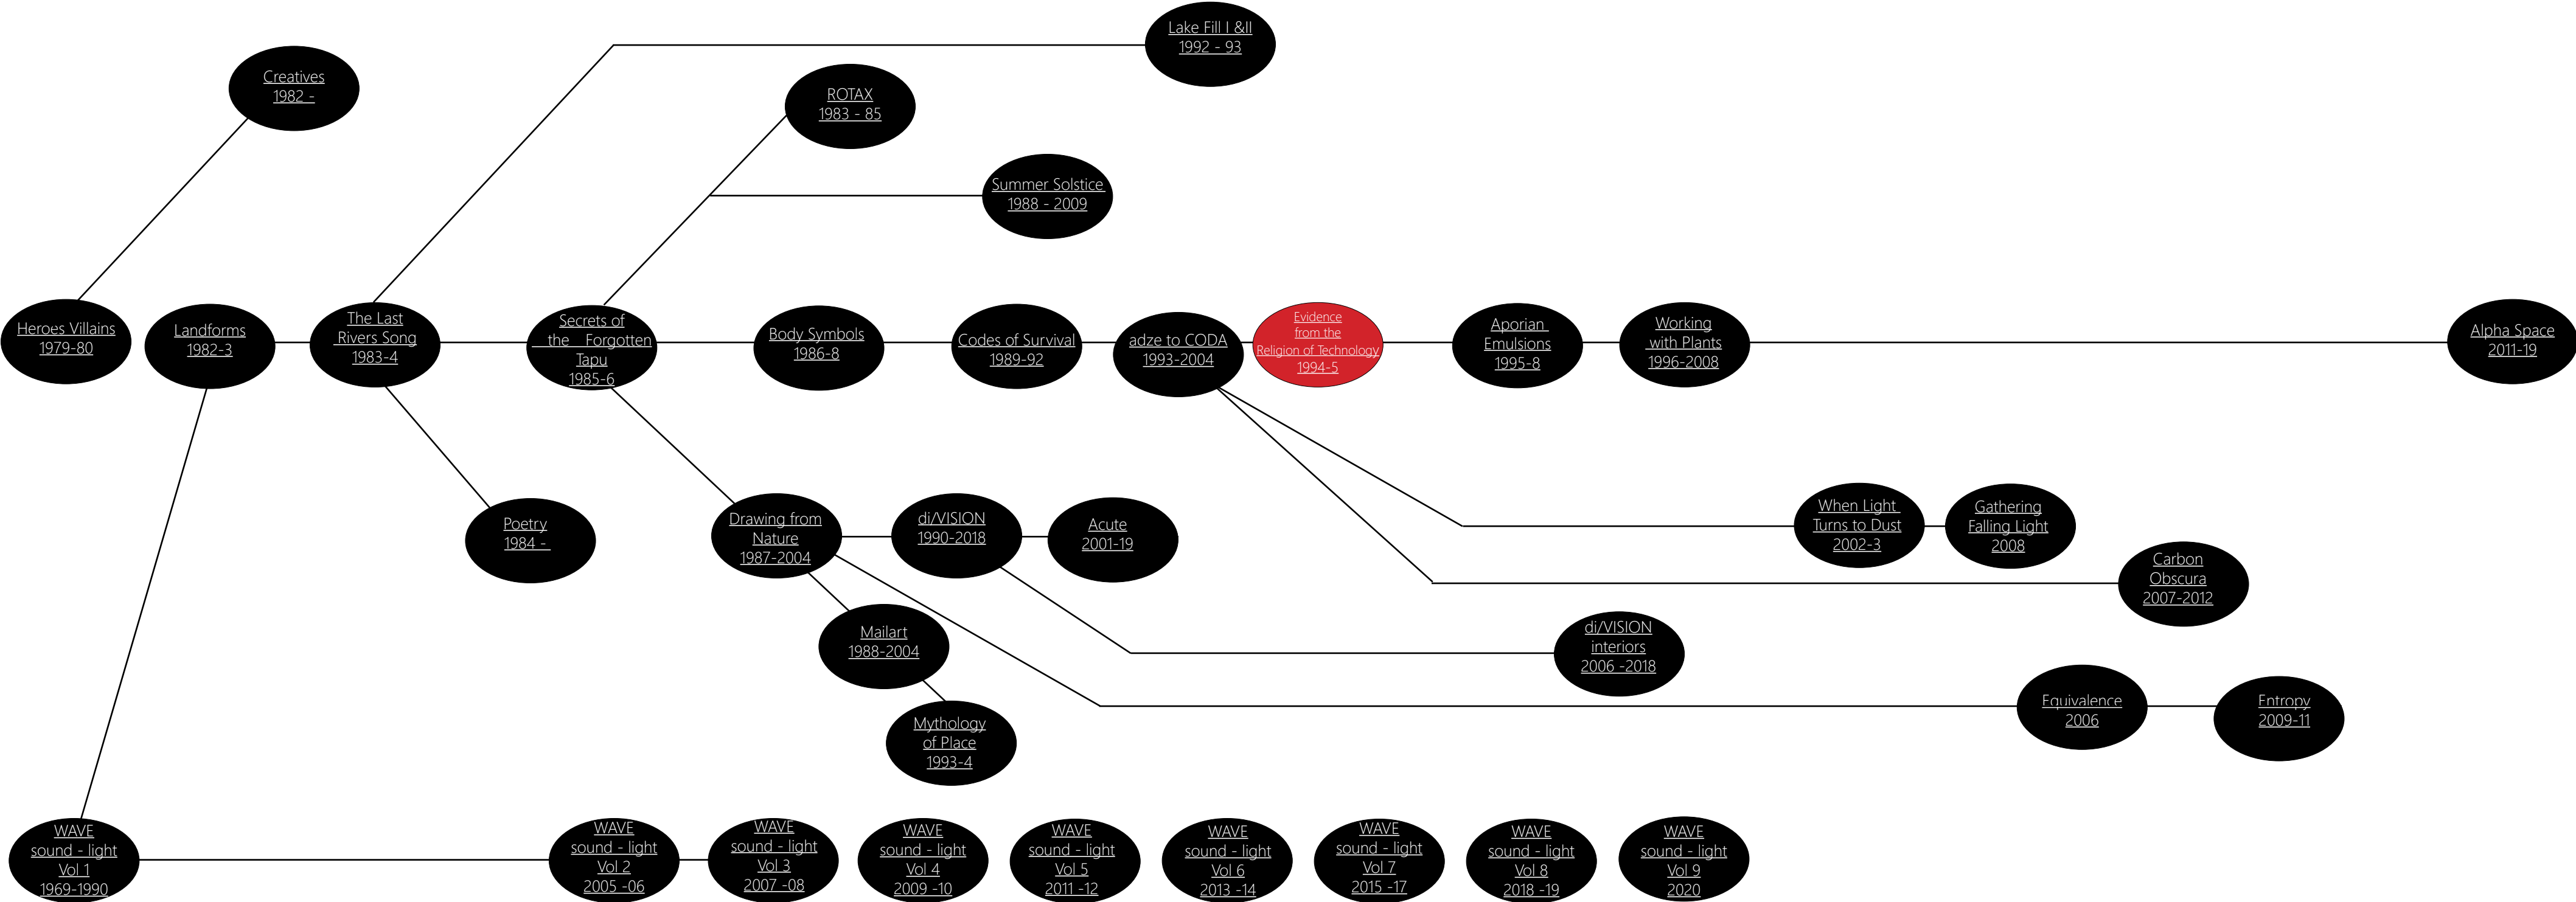 Lake Fill I &II
1992 - 93
Creatives
1982 -
ROTAX
1983 - 85
Summer Solstice
1988 - 2009
Heroes Villains
1979-80
Landforms
1982-3
The Last
Rivers Song
1983-4
Secrets of
the Forgotten
Tapu
1985-6
Body Symbols
1986-8
Codes of Survival
1989-92
adze to CODA
1993-2004
Evidence
from the
Religion of Technology
1994-5
Aporian
Emulsions
1995-8
Working
with Plants
1996-2008
Alpha Space
2011-19
Poetry
1984 -
Drawing from
Nature
1987-2004
di/VISION
1990-2018
Acute
2001-19
When Light
Turns to Dust
2002-3
Gathering
Falling Light
2008
Carbon
Obscura
2007-2012
Mailart
1988-2004
di/VISION
interiors
2006 -2018
Mythology
of Place
1993-4
Equivalence
2006
Entropy
2009-11
WAVE
sound - light
Vol 1
1969-1990
WAVE
sound - light
Vol 2
2005 -06
WAVE
sound - light
Vol 3
2007 -08
WAVE
sound - light
Vol 4
2009 -10
WAVE
sound - light
Vol 5
2011 -12
WAVE
sound - light
Vol 6
2013 -14
WAVE
sound - light
Vol 7
2015 -17
WAVE
sound - light
Vol 8
2018 -19
WAVE
sound - light
Vol 9
2020